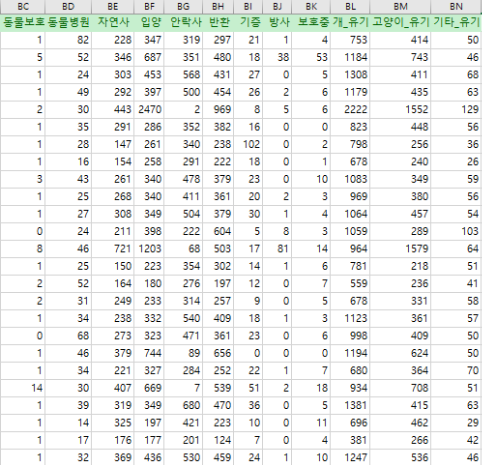 BC BD BE BF BG BH BI BJ BK BL BM BN
동물보호 동물병원 자연사 입양 안락사 반환 기증 방사 보호중 개_유기 고양이_유기 기타_유기
1 82 228 347 319 297 21 1 4 753 414 50
5 52 346 687 351 480 18 38 53 1184 743 46
1 24 303 453 568 431 27 0 5 1308 411 68
1 49 292 397 500 454 26 2 6 1179 435 63
2 30 443 2470 2 969 8 5 6 2222 1552 129
1 35 291 286 352 382 16 0 0 823 448 56
1 28 147 261 340 238 102 0 2 798 256 36
1 16 154 258 291 222 18 0 1 678 240 26
3 43 261 340 478 379 23 0 10 1083 349 59
1 25 268 340 411 361 20 2 3 969 380 56
1 27 308 349 504 379 30 1 4 1064 457 54
0 24 211 398 222 604 5 8 3 1059 289 103
8 46 721 1203 68 503 17 81 14 964 1579 64
1 25 150 223 354 302 14 1 6 781 218 51
2 52 164 180 276 197 12 0 7 559 236 41
2 31 249 233 314 257 9 0 5 678 331 58
1 34 238 332 540 409 18 1 3 1123 361 57
0 68 273 323 471 361 23 0 6 998 409 50
1 46 379 744 89 656 0 0 0 1194 624 50
1 34 221 327 284 252 22 1 7 680 364 70
14 30 407 669 7 539 51 2 18 934 708 51
1 39 319 349 680 470 36 0 5 1381 415 63
1 14 325 197 421 223 10 0 11 696 462 29
1 17 176 177 201 124 7 0 4 381 266 42
1 32 369 436 530 459 24 1 10 1247 536 46